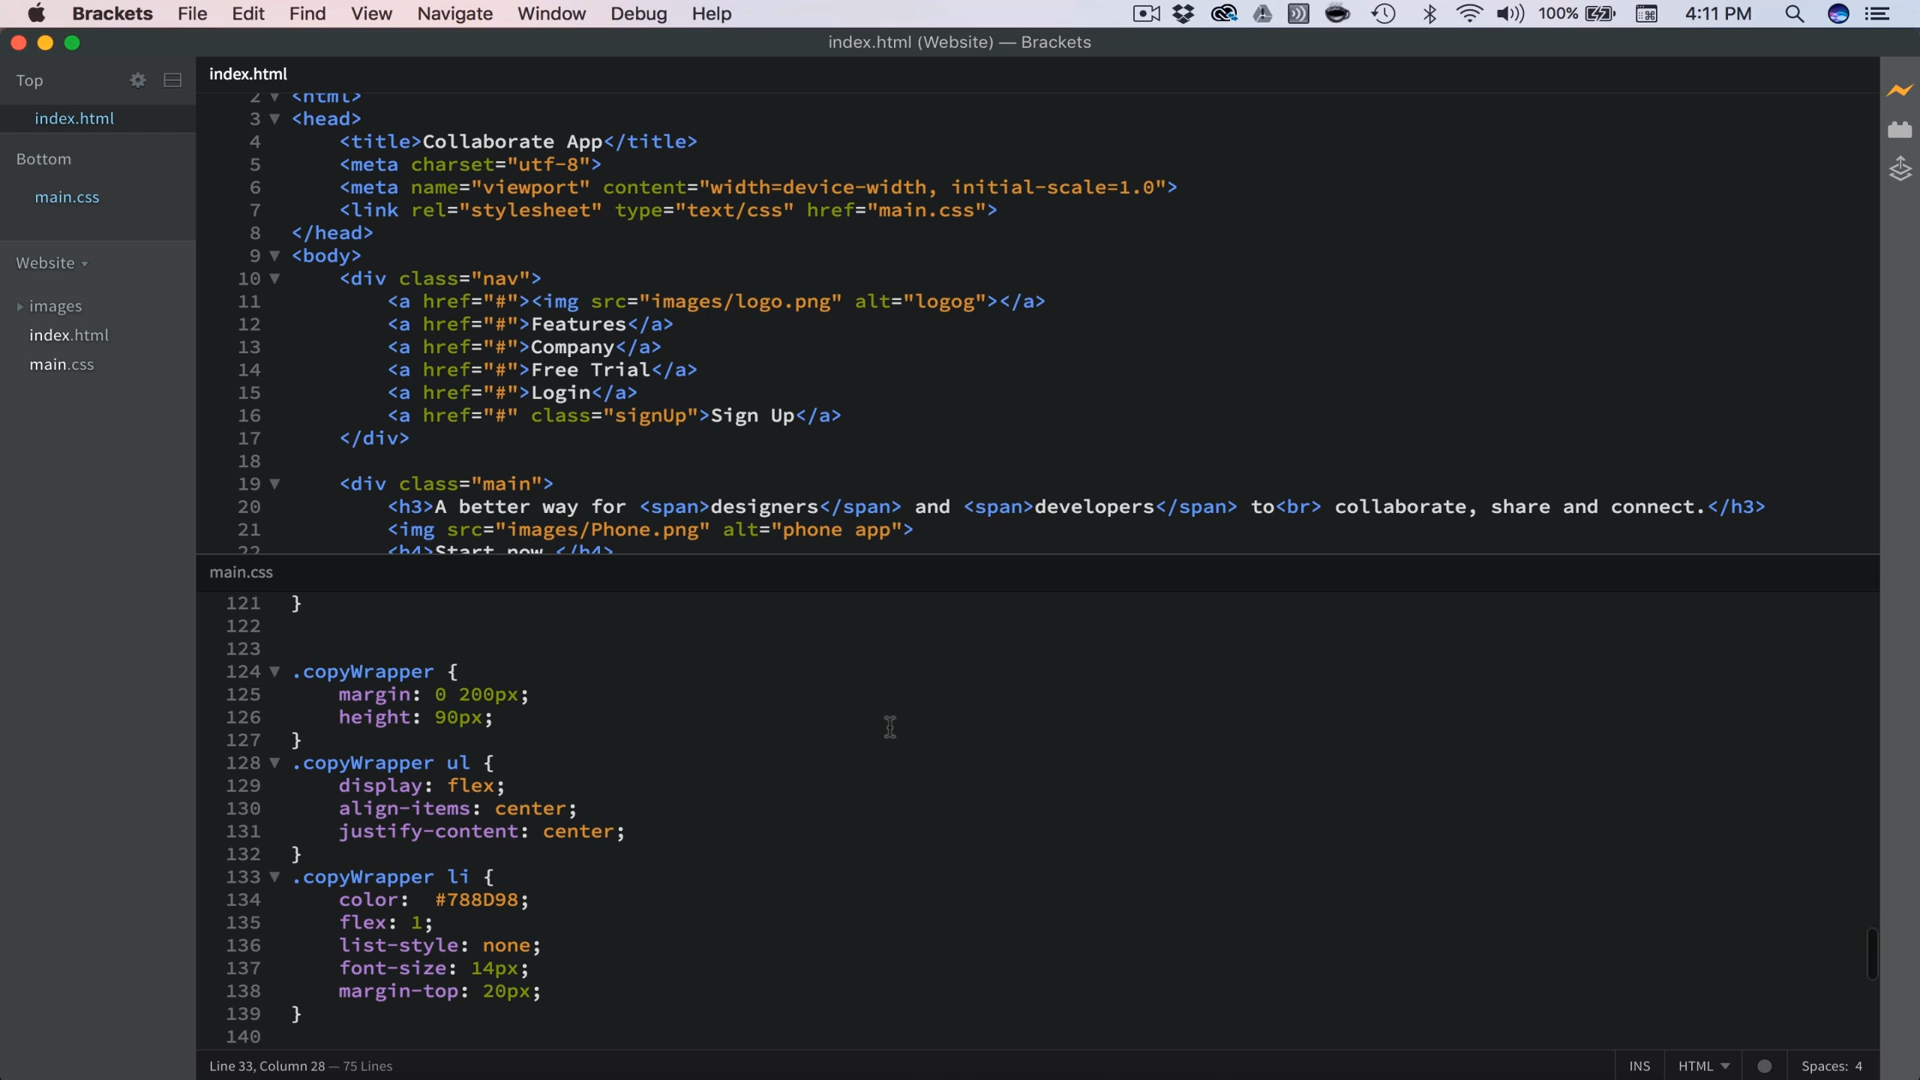 Brackets File Edit Find View Navigate Window Debug Help 100% 4:11 PM
index.html (Website) — Brackets
Top
index.html
Bottom
main.css
Website
images
index.html
main.css
index.html
2 <html>
3 <head>
4 <title>Collaborate App</title>
5 <meta charset="utf-8">
6 <meta name="viewport" content="width=device-width, initial-scale=1.0">
7 <link rel="stylesheet" type="text/css" href="main.css">
8 </head>
9 <body>
10 <div class="nav">
11 <a href="#"><img src="images/logo.png" alt="logog"></a>
12 <a href="#">Features</a>
13 <a href="#">Company</a>
14 <a href="#">Free Trial</a>
15 <a href="#">Login</a>
16 <a href="#" class="signUp">Sign Up</a>
17 </div>
18
19 <div class="main">
20 <h3>A better way for <span>designers</span> and <span>developers</span> to<br> collaborate, share and connect.</h3>
21 <img src="images/Phone.png" alt="phone app">
22 <h4>Start now </h4>
main.css
121 }
122
123
124 .copyWrapper {
125 margin: 0 200px;
126 height: 90px;
127 }
128 .copyWrapper ul {
129 display: flex;
130 align-items: center;
131 justify-content: center;
132 }
133 .copyWrapper li {
134 color:  #788D98;
135 flex: 1;
136 list-style: none;
137 font-size: 14px;
138 margin-top: 20px;
139 }
140
Line 33, Column 28 — 75 Lines INS HTML Spaces: 4